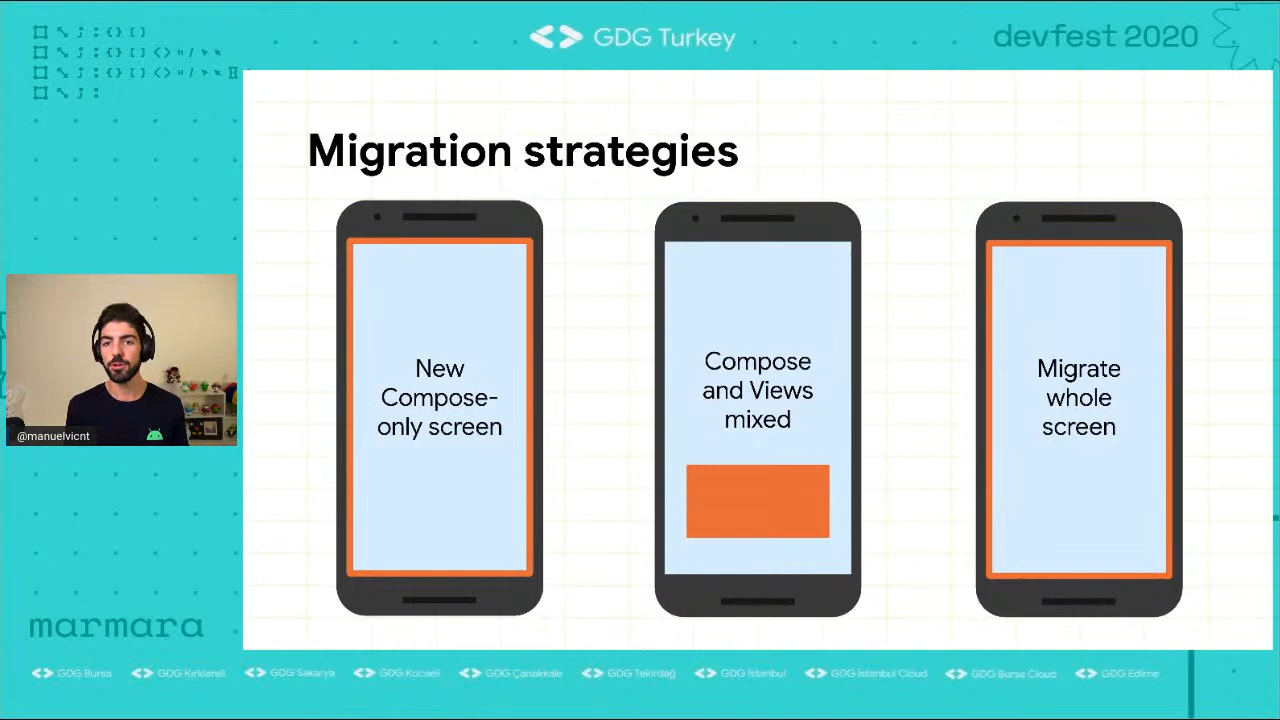 GDG Turkey
devfest 2020
Migration strategies
New
Compose-
only screen
Compose
and Views
mixed
Migrate
whole
screen
@manuelvicnt
marmara
GDG Bursa
GDG Kırklareli
GDG Sakarya
GDG Kocaeli
GDG Çanakkale
GDG Tekirdağ
GDG İstanbul
GDG İstanbul Cloud
GDG Bursa Cloud
GDG Edirne